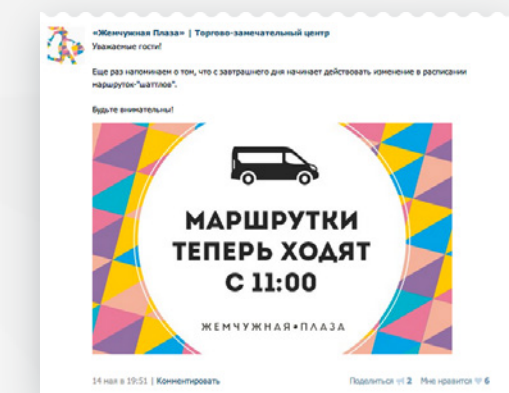 «Жемчужная Плаза» | Торгово-замечательный центр
Уважаемые гости!
Еще раз напоминаем о том, что с завтрашнего дня начинает действовать изменение в расписании
маршруток-"шаттлов".
Будьте внимательны!
МАРШРУТКИ
ТЕПЕРЬ ХОДЯТ
С 11:00
ЖЕМЧУЖНАЯ•ПЛАЗА
14 мая в 19:51 | Комментировать Поделиться 2 Мне нравится 6